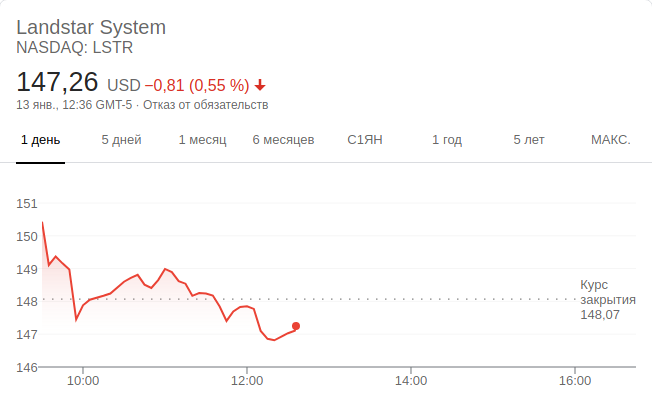 Landstar System
NASDAQ: LSTR
147,26 USD −0,81 (0,55 %)
13 янв., 12:36 GMT-5 · Отказ от обязательств
1 день 5 дней 1 месяц 6 месяцев С1ЯН 1 год 5 лет МАКС.
151
150
149
148
147
146
Курс
закрытия
148,07
10:00 12:00 14:00 16:00